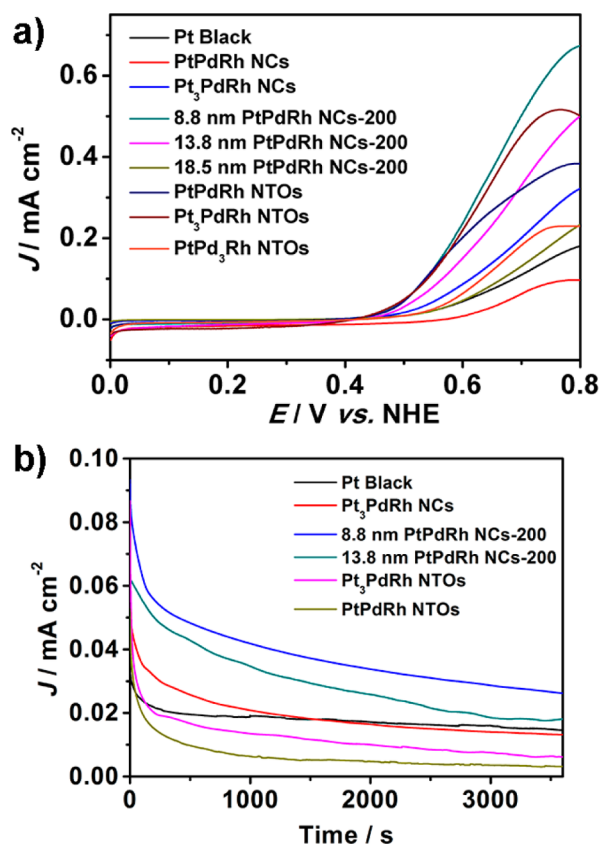 a)
Pt Black
PtPdRh NCs
Pt₃PdRh NCs
8.8 nm PtPdRh NCs-200
13.8 nm PtPdRh NCs-200
18.5 nm PtPdRh NCs-200
PtPdRh NTOs
Pt₃PdRh NTOs
PtPd₃Rh NTOs
J / mA cm⁻²
0.6
0.4
0.2
0.0
0.0 0.2 0.4 0.6 0.8
E / V vs. NHE
b)
Pt Black
Pt₃PdRh NCs
8.8 nm PtPdRh NCs-200
13.8 nm PtPdRh NCs-200
Pt₃PdRh NTOs
PtPdRh NTOs
J / mA cm⁻²
0.10
0.08
0.06
0.04
0.02
0.00
0 1000 2000 3000
Time / s